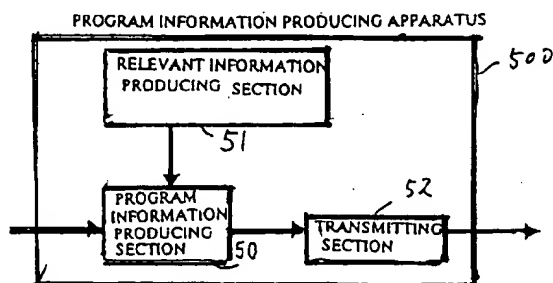 PROGRAM INFORMATION PRODUCING APPARATUS
500
RELEVANT INFORMATION
PRODUCING SECTION
51
PROGRAM
INFORMATION
PRODUCING
SECTION
50
52
TRANSMITTING
SECTION